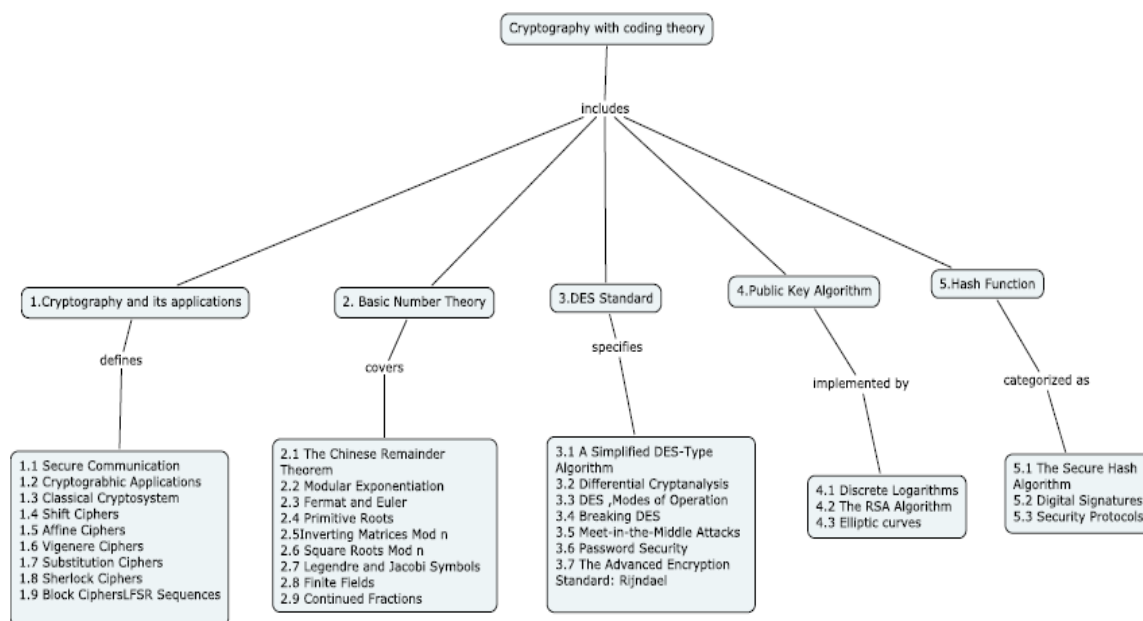 Cryptography with coding theory
includes
1.Cryptography and its applications
2. Basic Number Theory
3.DES Standard
4.Public Key Algorithm
5.Hash Function
defines
covers
specifies
implemented by
categorized as
1.1 Secure Communication
1.2 Cryptograbhic Applications
1.3 Classical Cryptosystem
1.4 Shift Ciphers
1.5 Affine Ciphers
1.6 Vigenere Ciphers
1.7 Substitution Ciphers
1.8 Sherlock Ciphers
1.9 Block CiphersLFSR Sequences
2.1 The Chinese Remainder
Theorem
2.2 Modular Exponentiation
2.3 Fermat and Euler
2.4 Primitive Roots
2.5Inverting Matrices Mod n
2.6 Square Roots Mod n
2.7 Legendre and Jacobi Symbols
2.8 Finite Fields
2.9 Continued Fractions
3.1 A Simplified DES-Type
Algorithm
3.2 Differential Cryptanalysis
3.3 DES ,Modes of Operation
3.4 Breaking DES
3.5 Meet-in-the-Middle Attacks
3.6 Password Security
3.7 The Advanced Encryption
Standard: Rijndael
4.1 Discrete Logarithms
4.2 The RSA Algorithm
4.3 Elliptic curves
5.1 The Secure Hash
Algorithm
5.2 Digital Signatures
5.3 Security Protocols